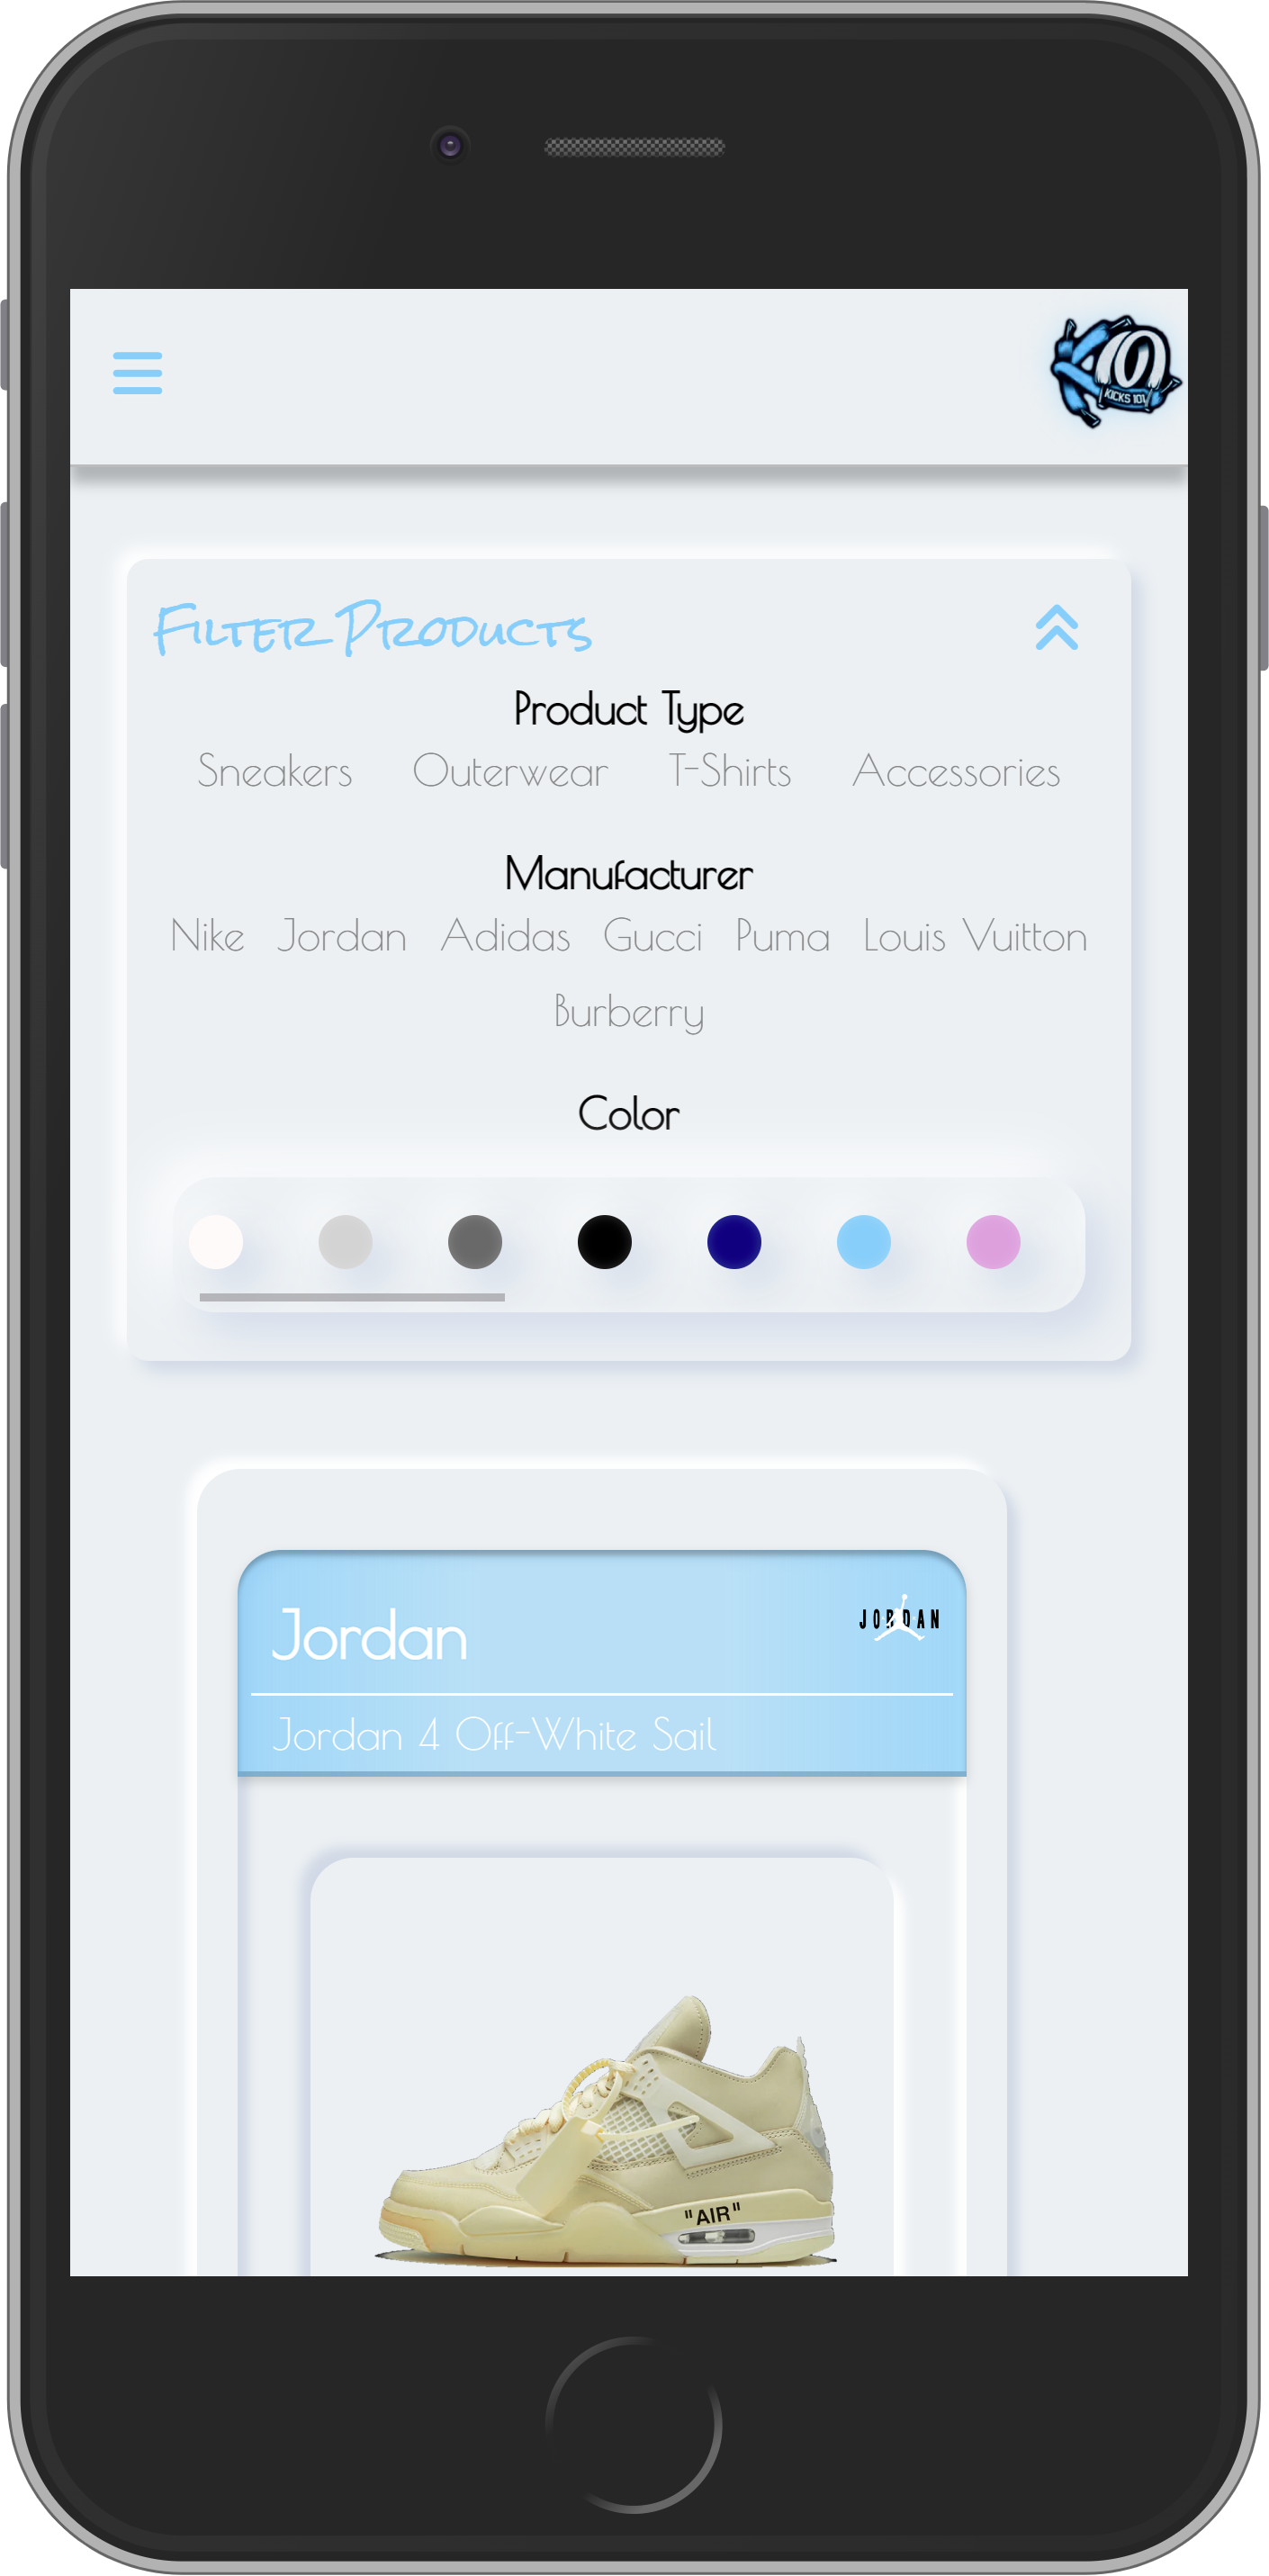 KICKS 101
Filter Products
Product Type
Sneakers Outerwear T-Shirts Accessories
Manufacturer
Nike Jordan Adidas Gucci Puma Louis Vuitton
Burberry
Color
Jordan
JORDAN
Jordan 4 Off-White Sail
"AIR"